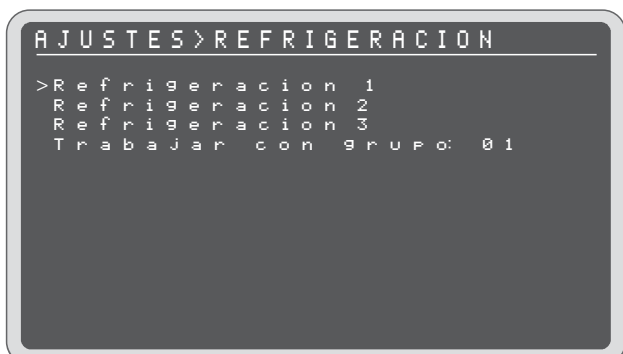 AJUSTES>REFRIGERACION
>Refrigeracion 1
Refrigeracion 2
Refrigeracion 3
Trabajar con grupo: 01